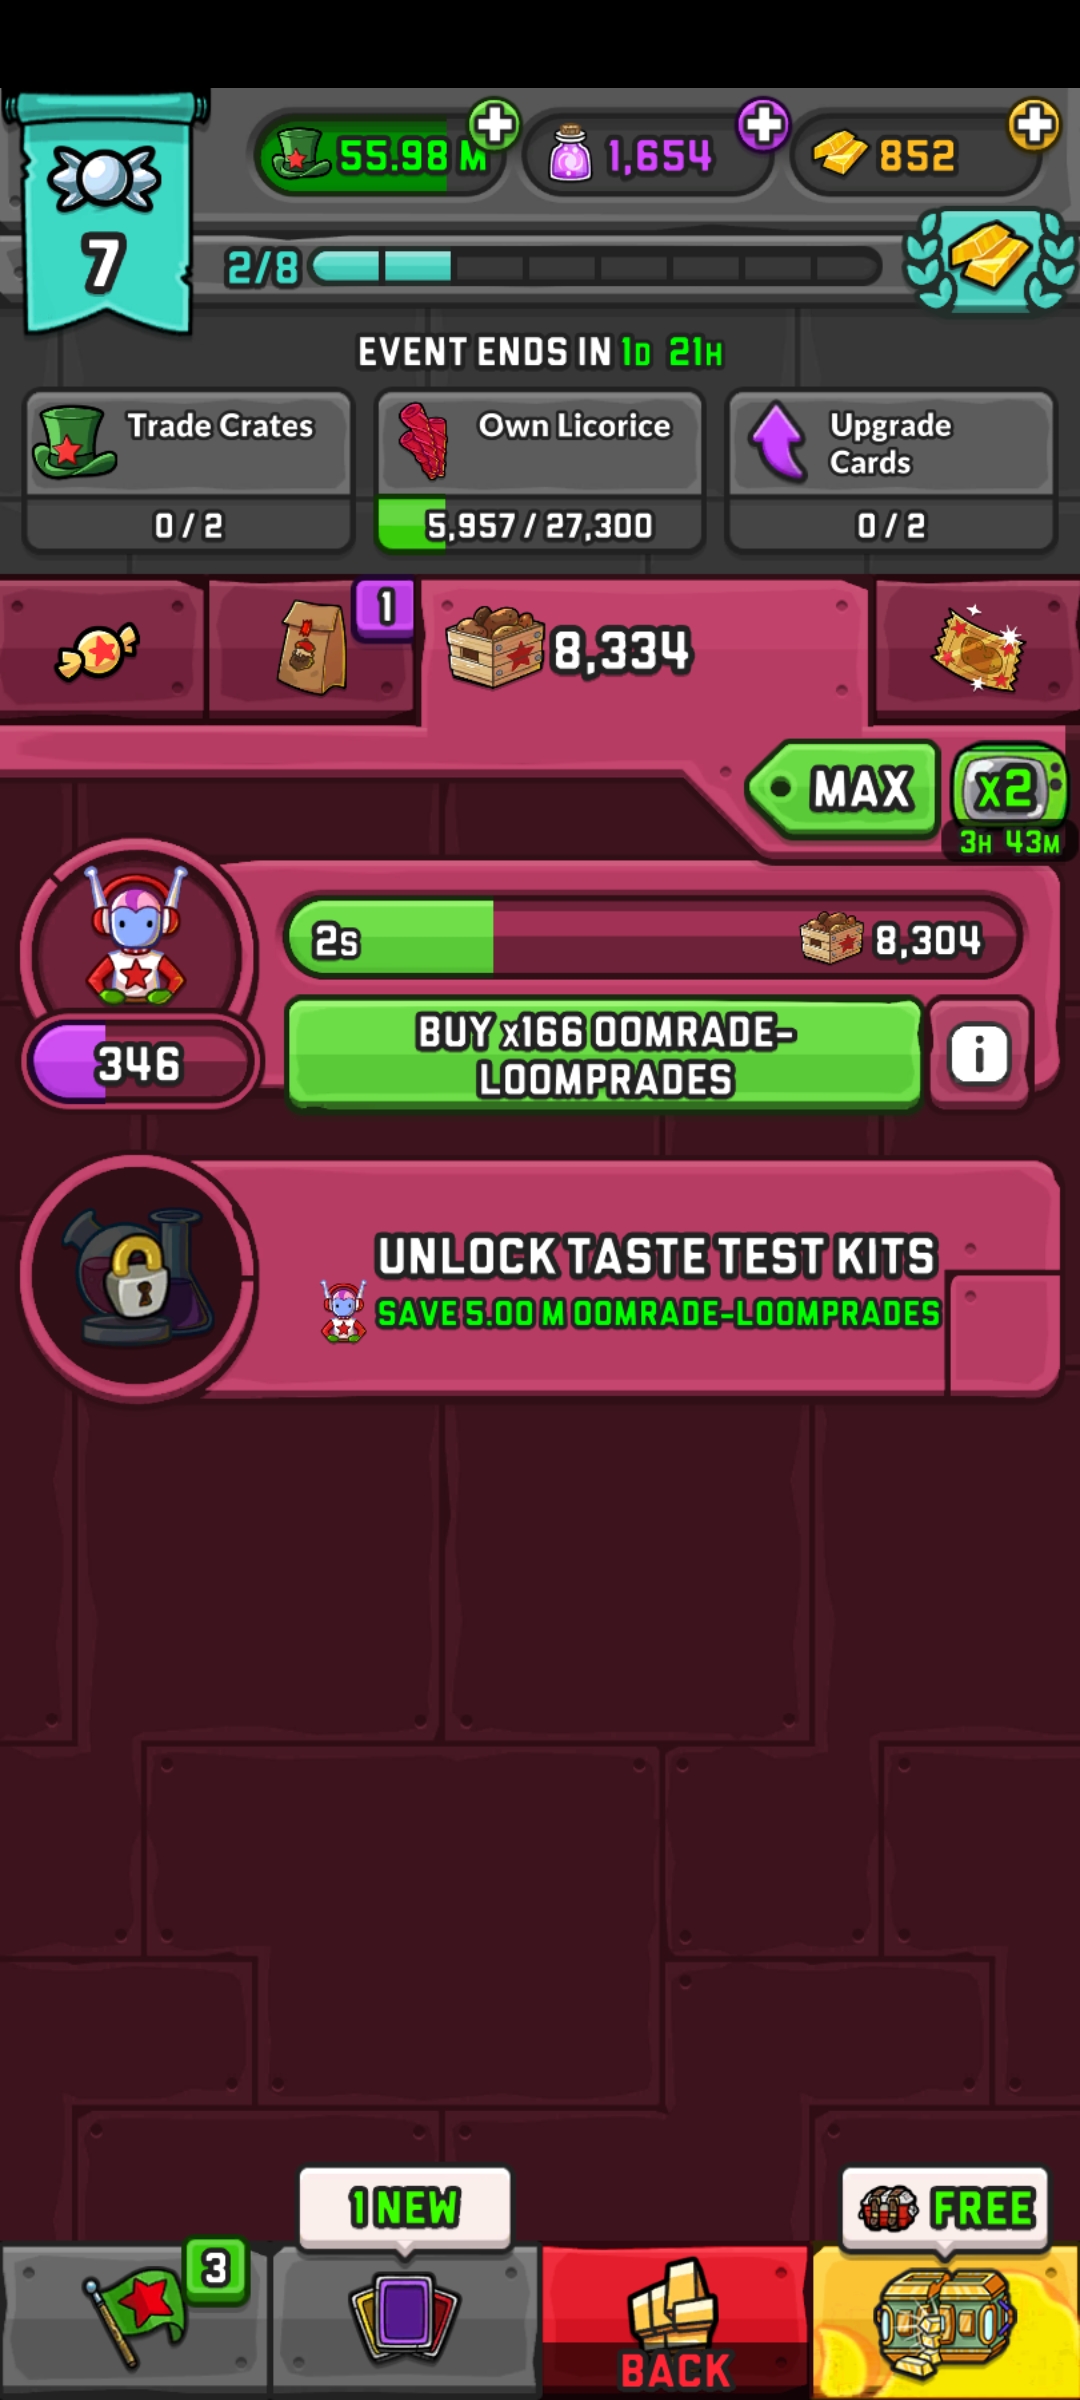 55.98 M
1,654
852
7
2/8
EVENT ENDS IN 1D 21H
Trade Crates
0 / 2
Own Licorice
5,957 / 27,300
Upgrade
Cards
0 / 2
1
8,334
MAX
x2
3H 43M
2s
8,304
346
BUY x166 OOMRADE-
LOOMPRADES
i
UNLOCK TASTE TEST KITS
SAVE 5.00 M OOMRADE-LOOMPRADES
1 NEW
FREE
3
BACK